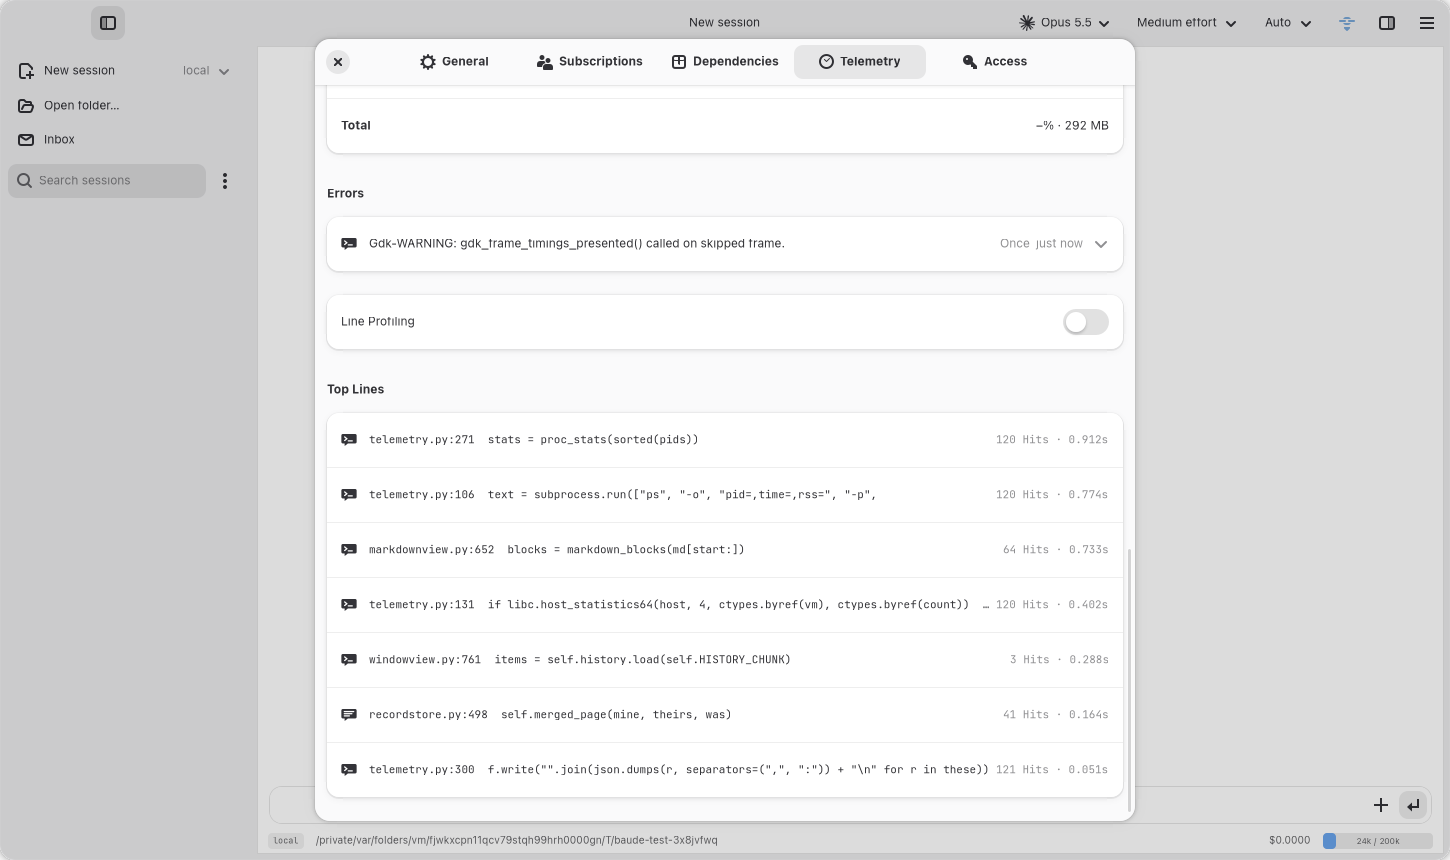 New session
Opus 5.5
Medium effort
Auto
New session
local
Open folder...
Inbox
Search sessions
General
Subscriptions
Dependencies
Telemetry
Access
Total
–% · 292 MB
Errors
Gdk-WARNING: gdk_frame_timings_presented() called on skipped frame.
Once just now
Line Profiling
Top Lines
telemetry.py:271 stats = proc_stats(sorted(pids))
120 Hits · 0.912s
telemetry.py:106 text = subprocess.run(["ps", "-o", "pid=,time=,rss=", "-p",
120 Hits · 0.774s
markdownview.py:652 blocks = markdown_blocks(md[start:])
64 Hits · 0.733s
telemetry.py:131 if libc.host_statistics64(host, 4, ctypes.byref(vm), ctypes.byref(count)) …
120 Hits · 0.402s
windowview.py:761 items = self.history.load(self.HISTORY_CHUNK)
3 Hits · 0.288s
recordstore.py:498 self.merged_page(mine, theirs, was)
41 Hits · 0.164s
telemetry.py:300 f.write("".join(json.dumps(r, separators=(",", ":")) + "\n" for r in these))
121 Hits · 0.051s
local
/private/var/folders/vm/fjwkxcpn11qcv79stqh99hrh0000gn/T/baude-test-3x8jvfwq
$0.0000
24k / 200k